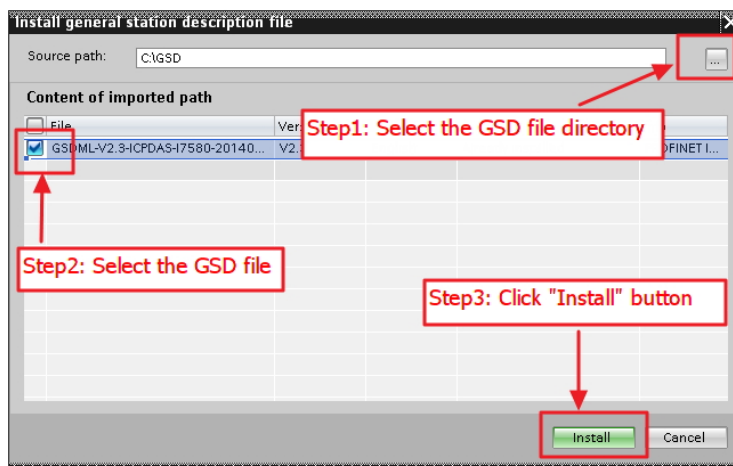 Install general station description file
Source path: C:\GSD
...
Content of imported path
File Ver
Step1: Select the GSD file directory
GSDML-V2.3-ICPDAS-I7580-20140... V2.
Step2: Select the GSD file
Step3: Click "Install" button
Install Cancel